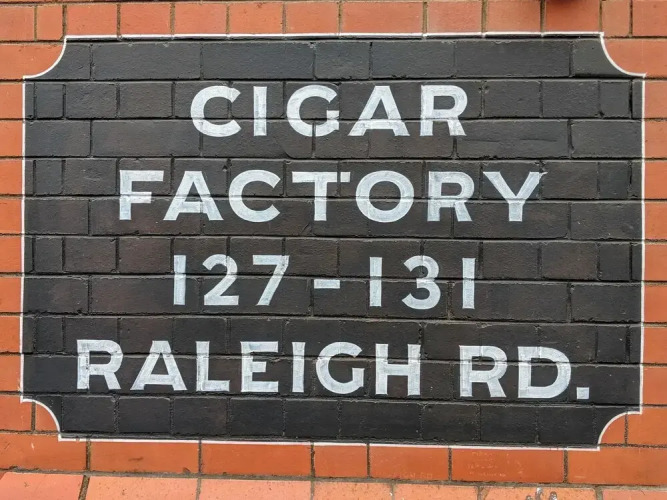 CIGAR
FACTORY
127 - 131
RALEIGH RD.